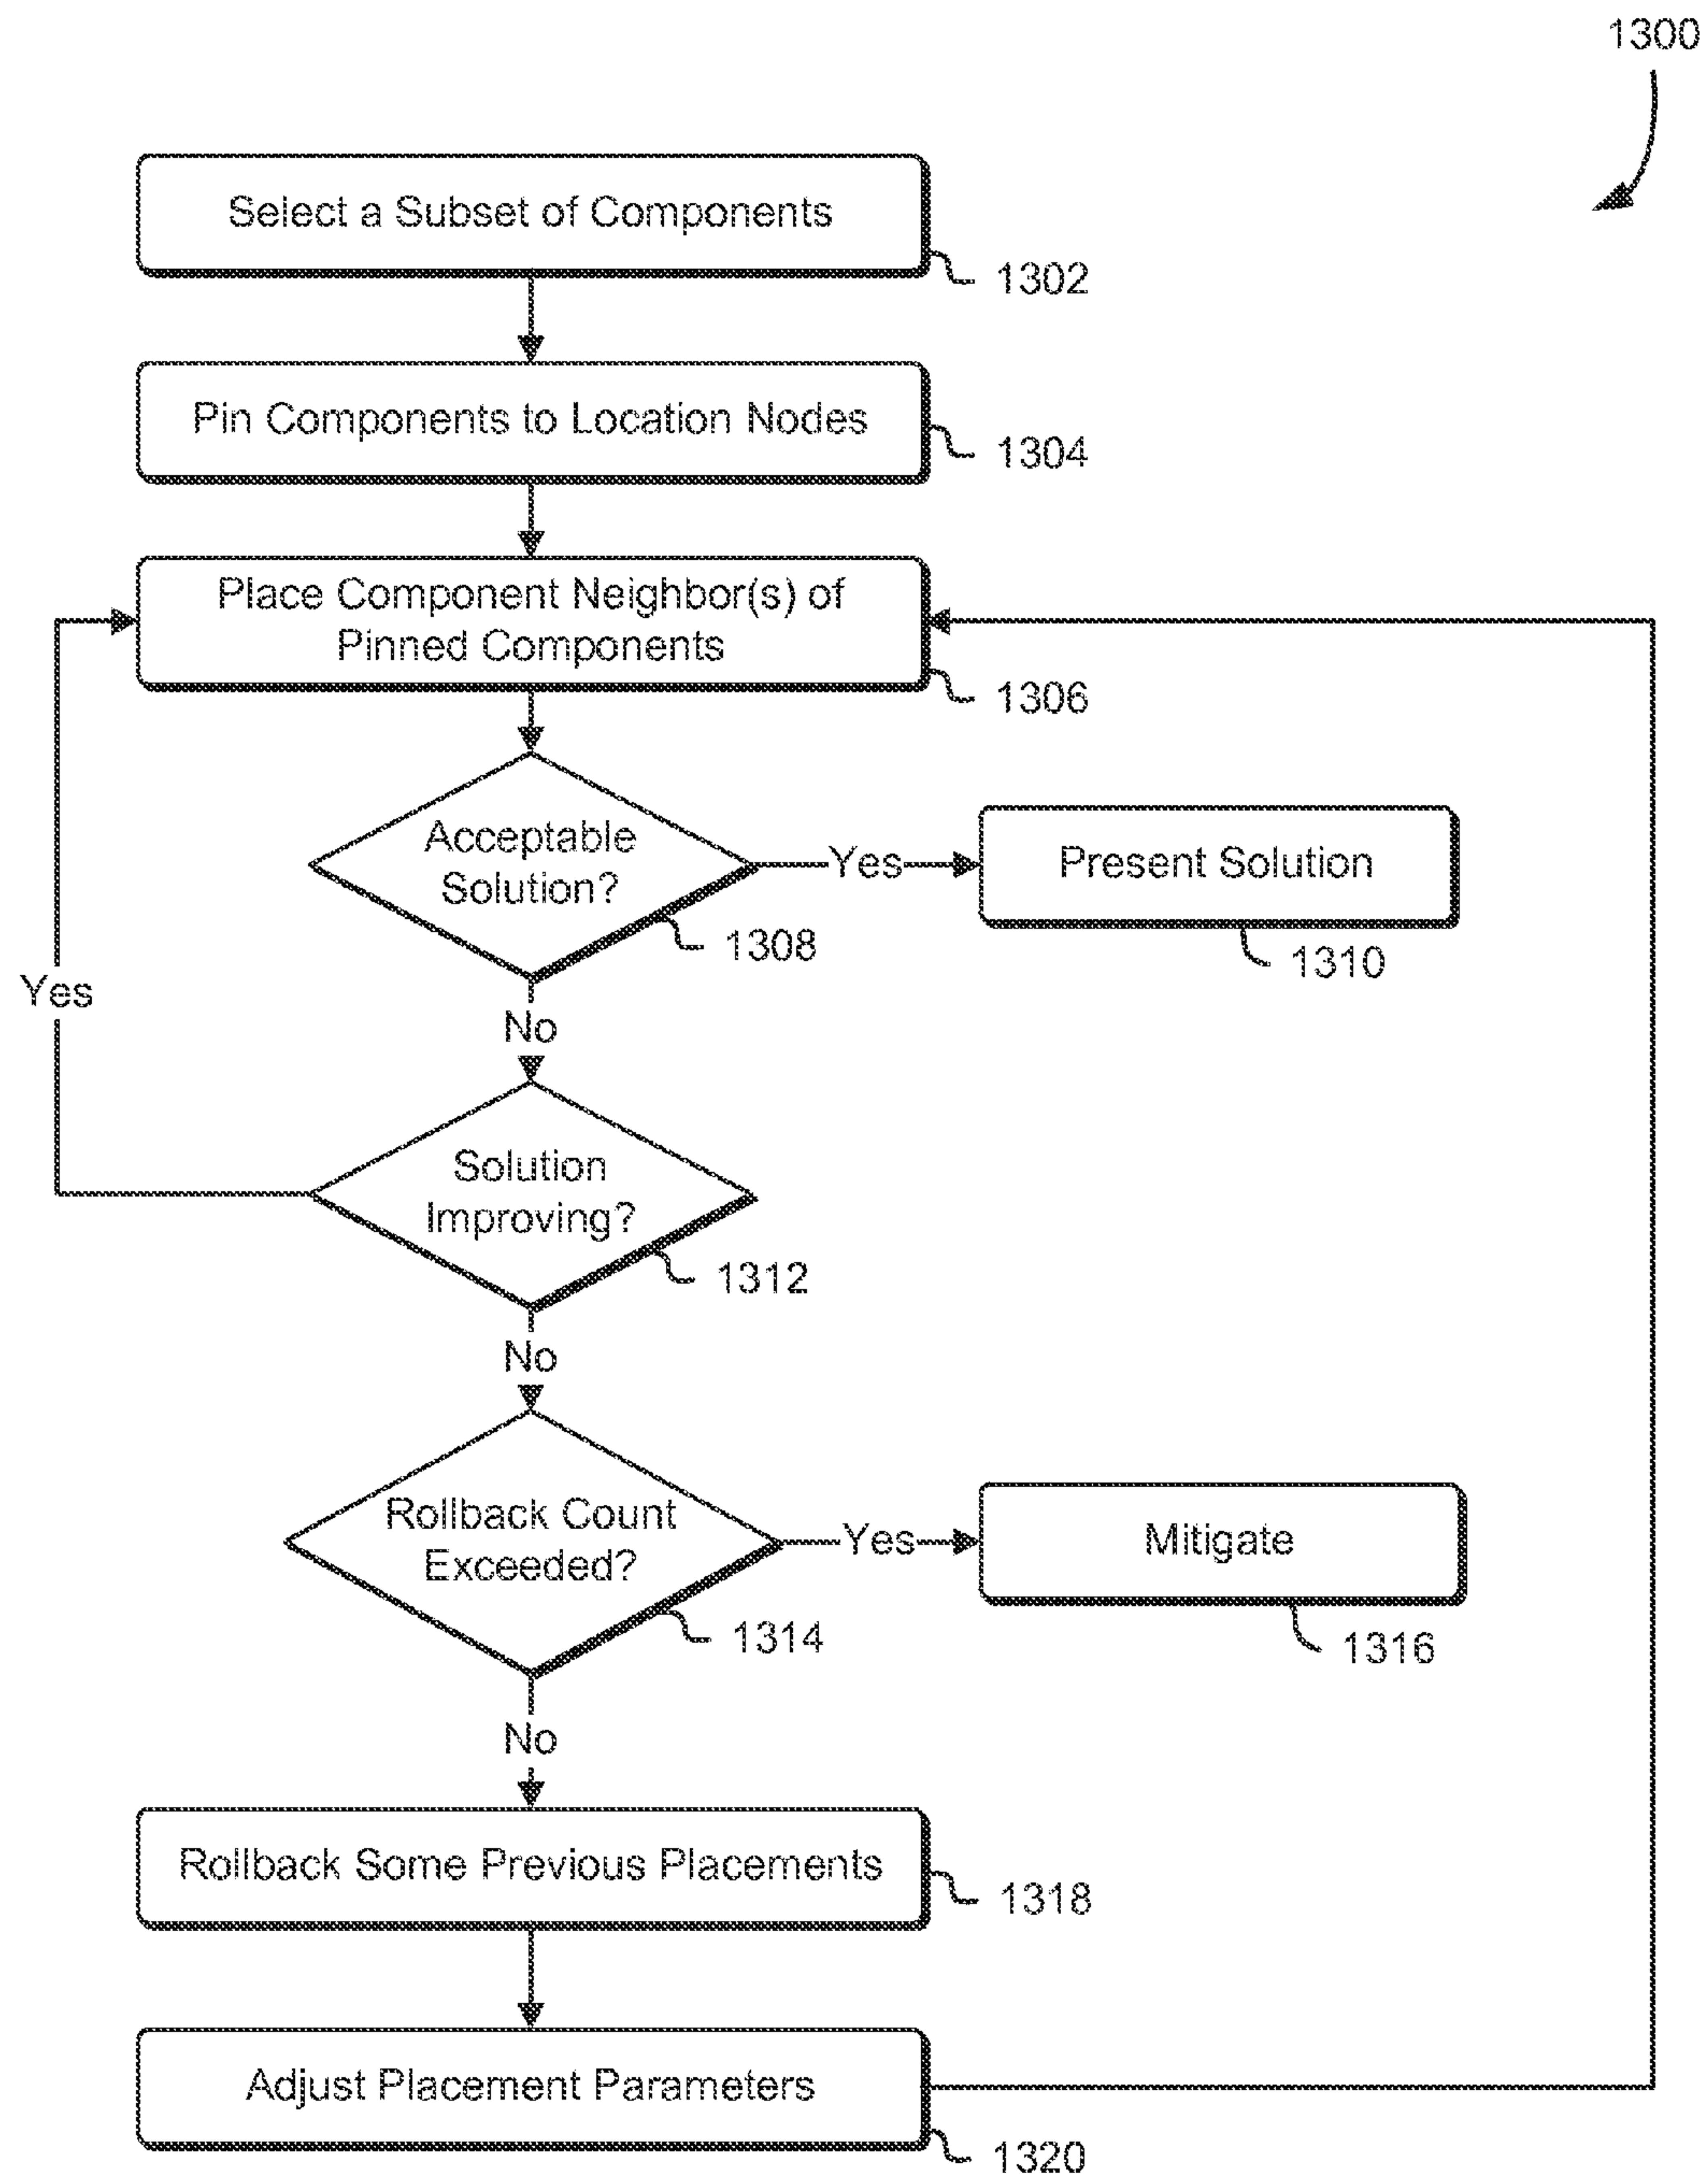 1300
Select a Subset of Components
1302
Pin Components to Location Nodes
1304
Place Component Neighbor(s) of
Pinned Components
1306
Acceptable
Solution?
1308
Yes
Present Solution
1310
Yes
No
Solution
Improving?
1312
No
Rollback Count
Exceeded?
1314
Yes
Mitigate
1316
No
Rollback Some Previous Placements
1318
Adjust Placement Parameters
1320